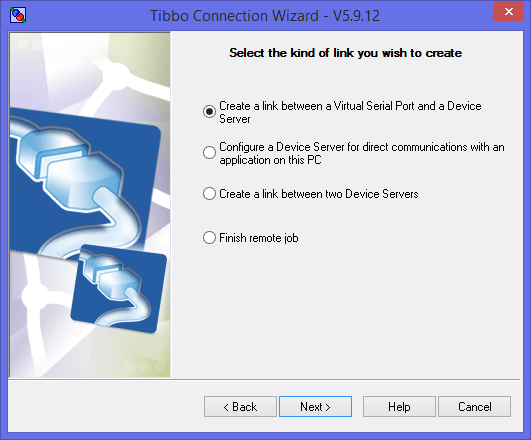 Tibbo Connection Wizard - V5.9.12
Select the kind of link you wish to create
Create a link between a Virtual Serial Port and a Device
Server
Configure a Device Server for direct communications with an
application on this PC
Create a link between two Device Servers
Finish remote job
< Back
Next >
Help
Cancel